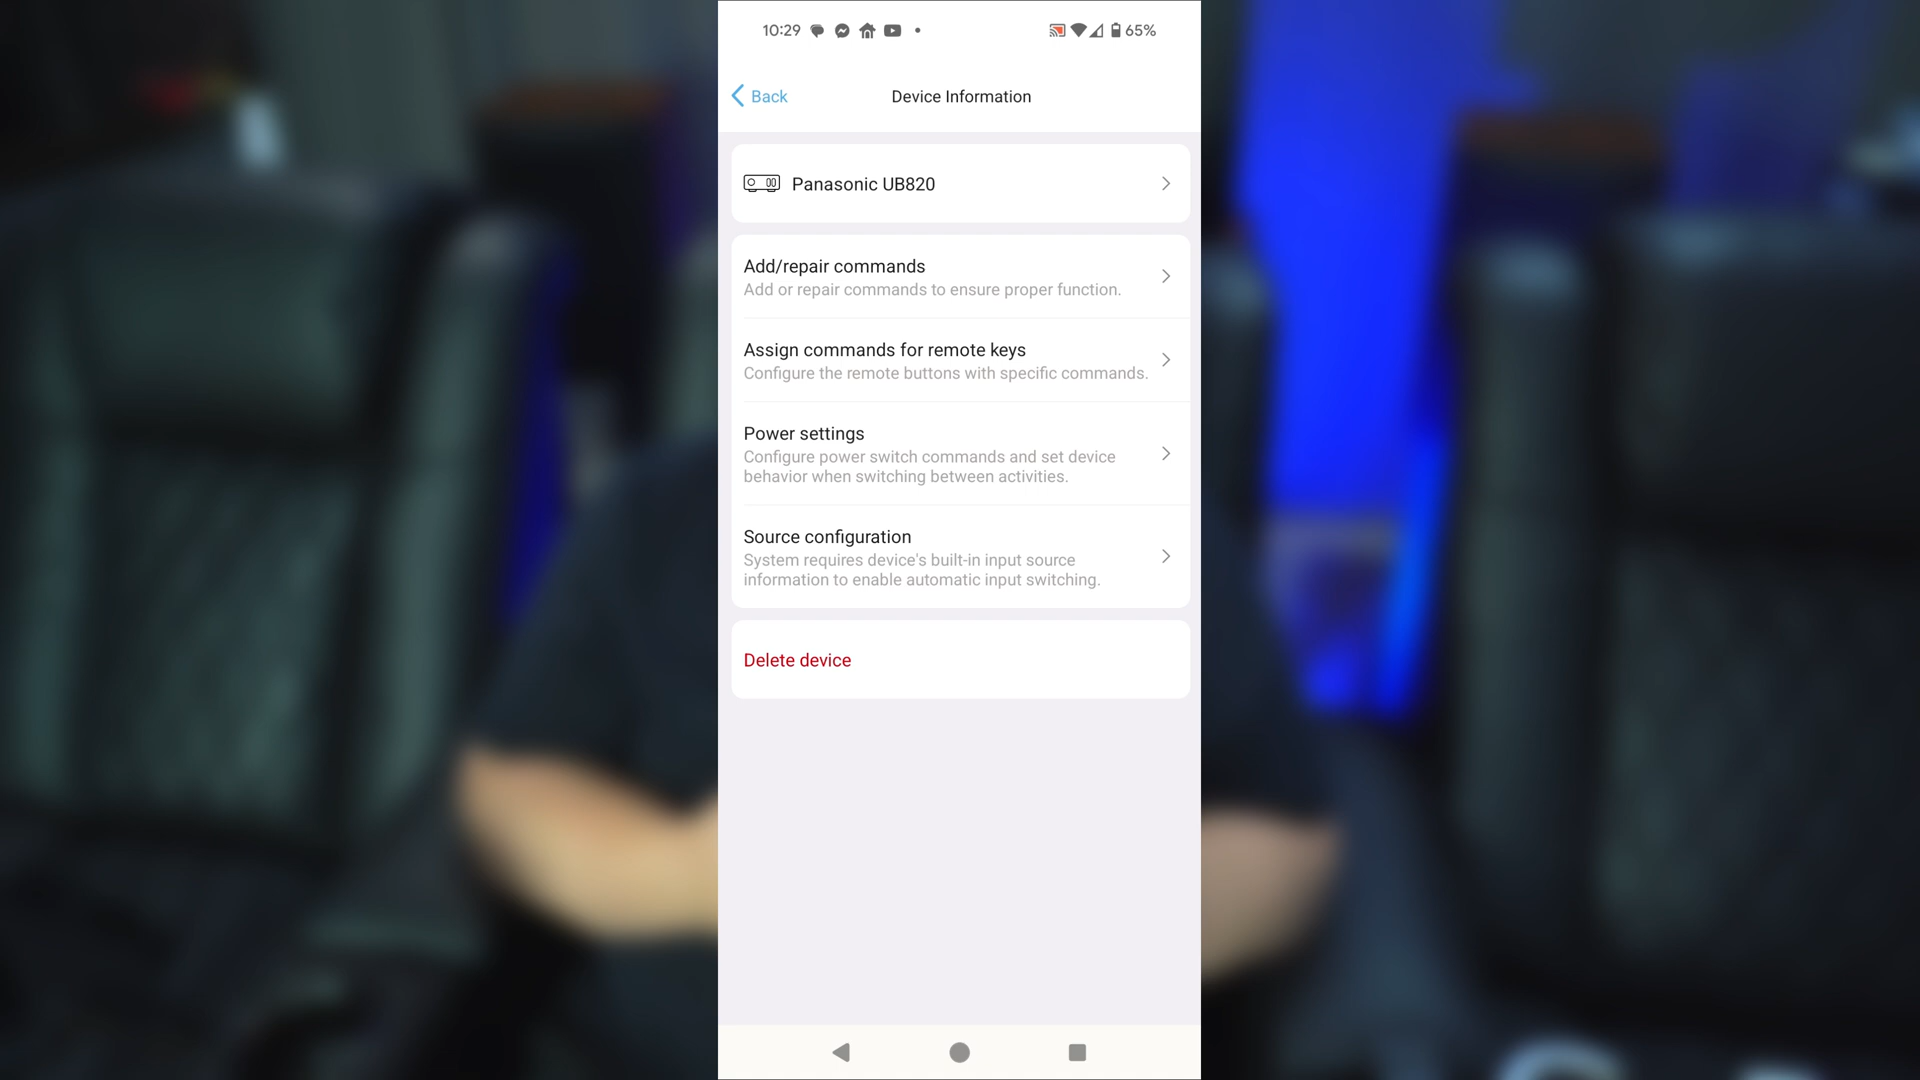 10:29
65%
Back
Device Information
Panasonic UB820
Add/repair commands
Add or repair commands to ensure proper function.
Assign commands for remote keys
Configure the remote buttons with specific commands.
Power settings
Configure power switch commands and set device
behavior when switching between activities.
Source configuration
System requires device's built-in input source
information to enable automatic input switching.
Delete device